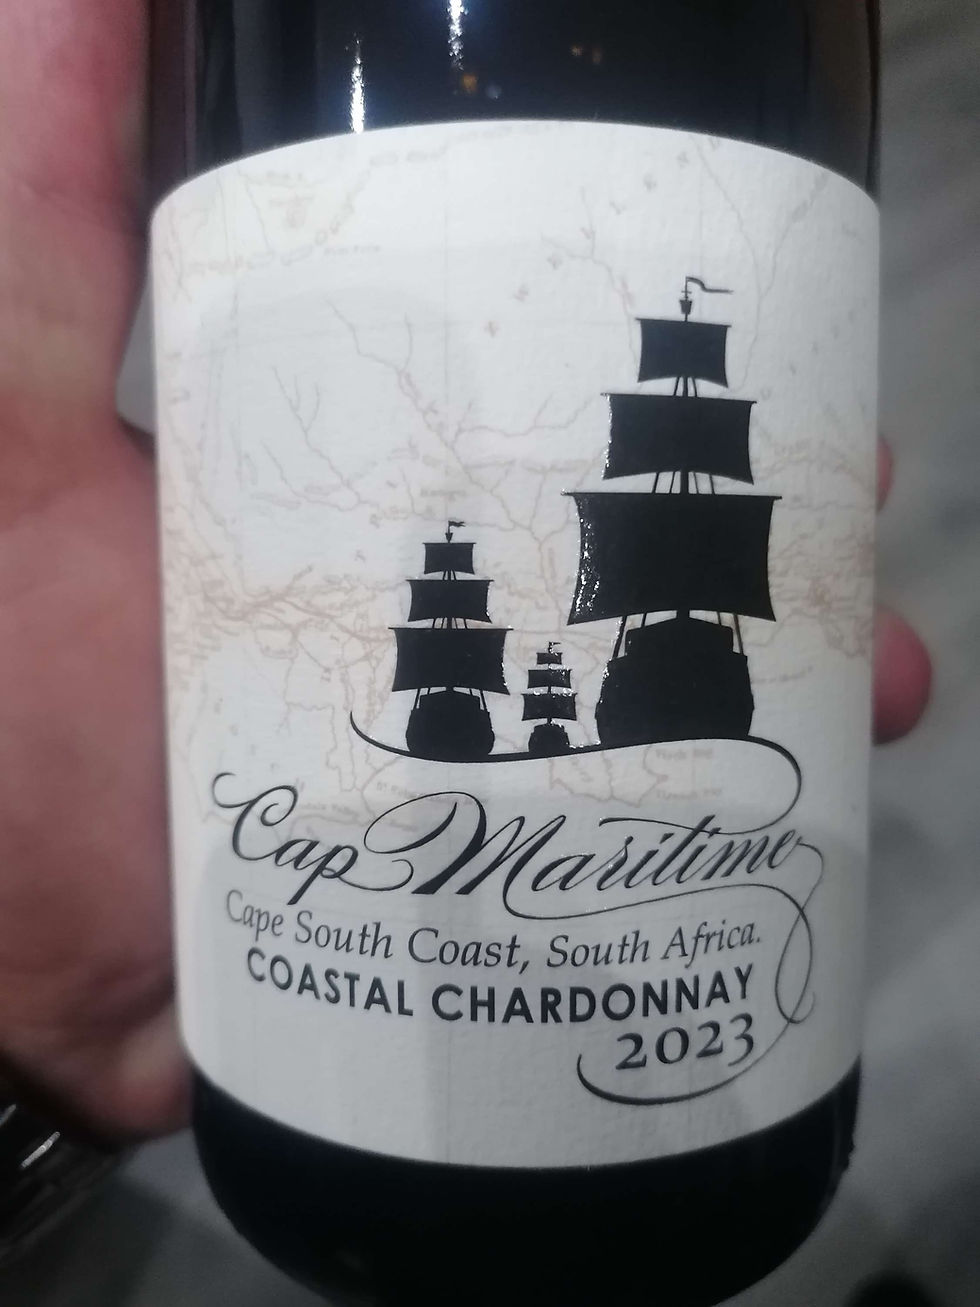 Cap Maritime
Cape South Coast, South Africa.
COASTAL CHARDONNAY
2023